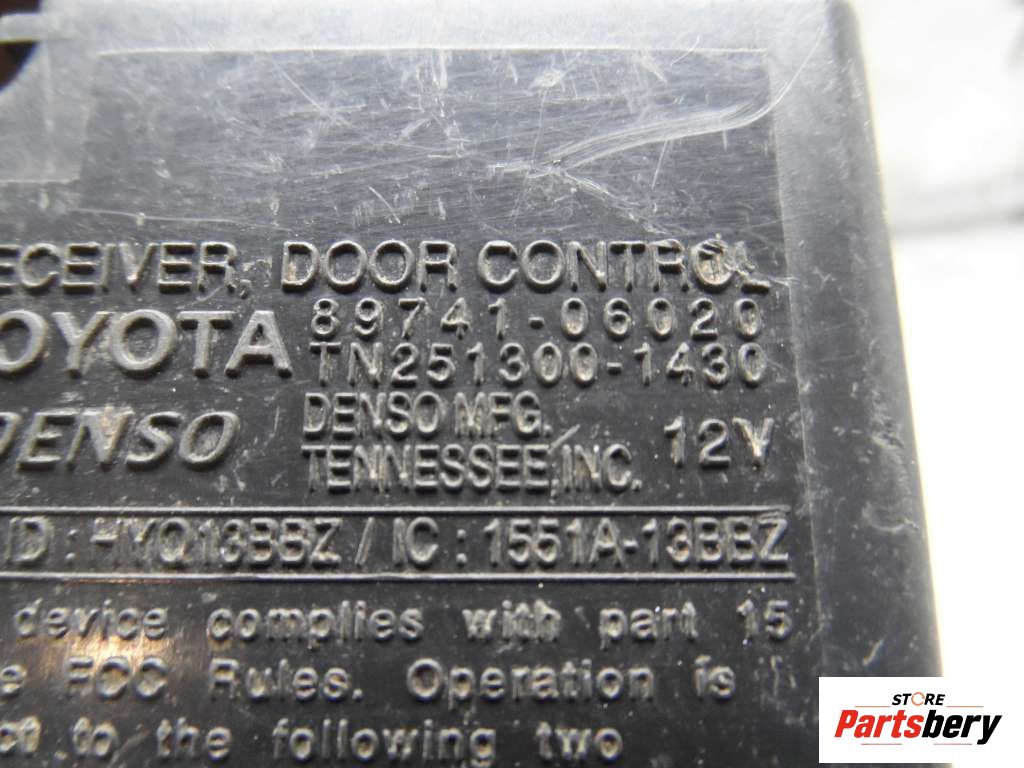 ECEIVER, DOOR CONTROL
OYOTA
89741-06020
TN251300-1430
DENSO
DENSO MFG.
TENNESSEE, INC.
12V
ID : HYQ13BBZ / IC : 1551A-13BBZ
device complies with part 15
e FCC Rules. Operation is
ct to the following two
STORE
Partsbery